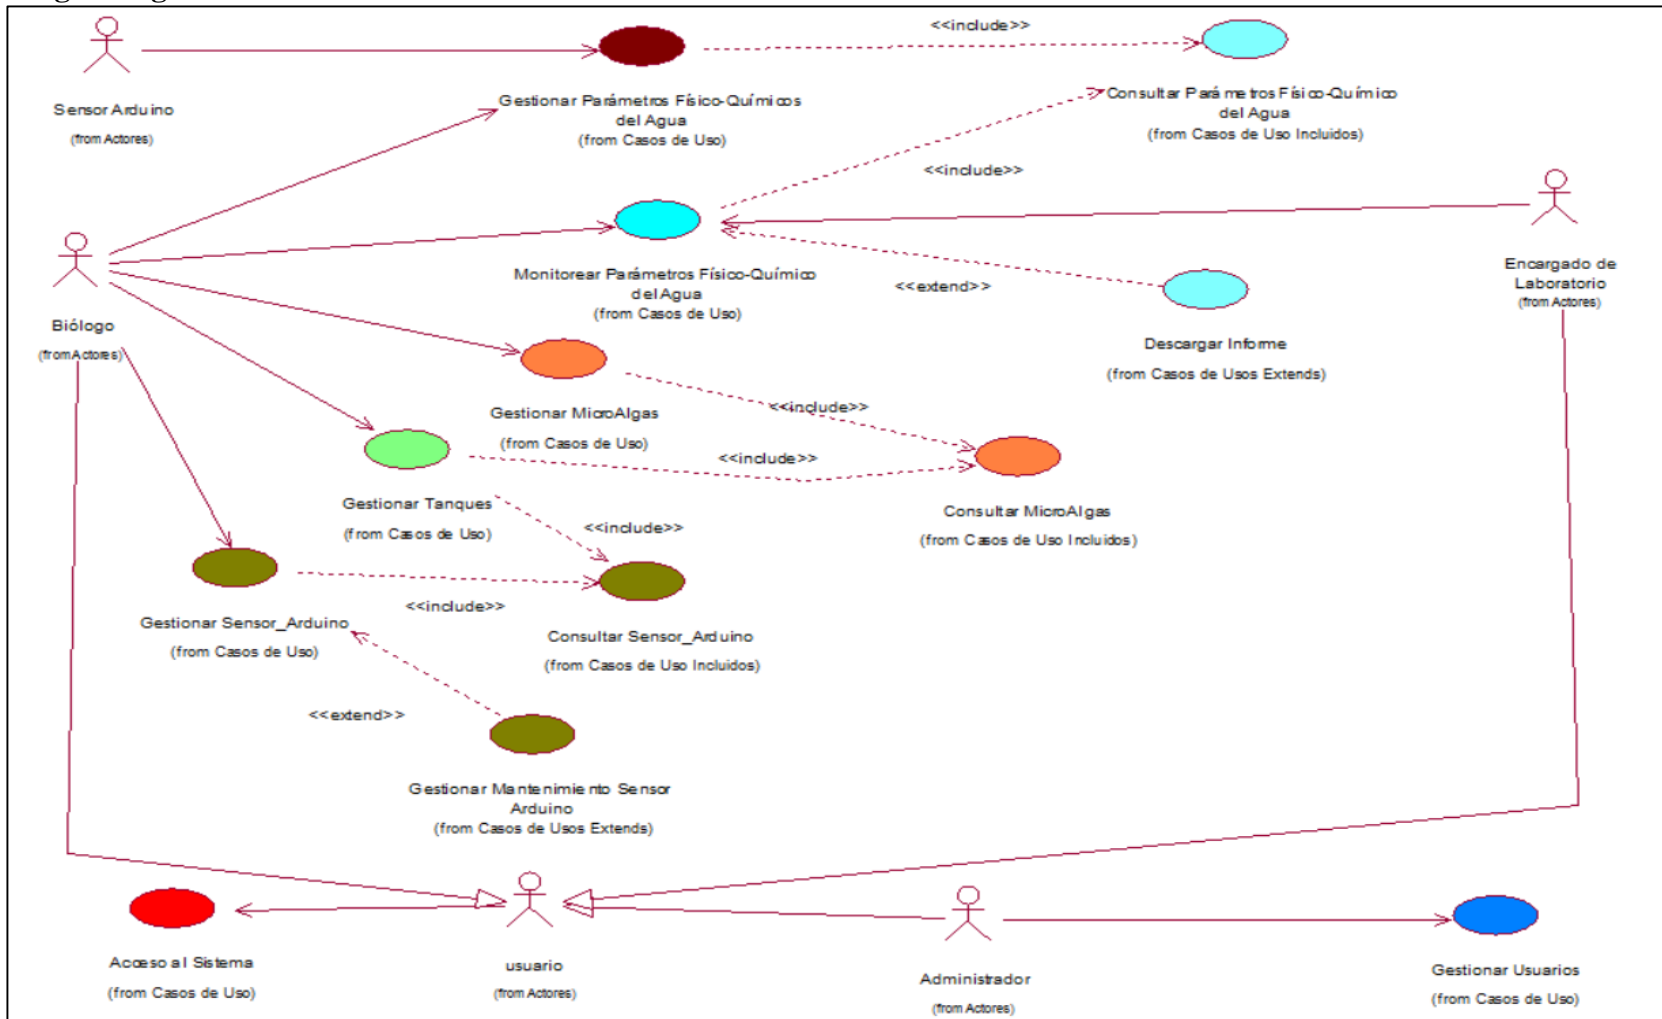 <<include>>
Sensor Arduino
(from Actores)
Gestionar Parámetros Físico-Químicos
del Agua
(from Casos de Uso)
Consultar Parámetros Físico-Químico
del Agua
(from Casos de Uso Incluidos)
<<include>>
Biólogo
(from Actores)
Monitorear Parámetros Físico-Químico
del Agua
(from Casos de Uso)
<<extend>>
Encargado de
Laboratorio
(from Actores)
Descargar Informe
(from Casos de Usos Extends)
Gestionar MicroAlgas
(from Casos de Uso)
<<include>>
<<include>>
Gestionar Tanques
(from Casos de Uso)
<<include>>
Consultar MicroAlgas
(from Casos de Uso Incluidos)
<<include>>
Gestionar Sensor_Arduino
(from Casos de Uso)
Consultar Sensor_Arduino
(from Casos de Uso Incluidos)
<<extend>>
Gestionar Mantenimiento Sensor
Arduino
(from Casos de Usos Extends)
Acceso al Sistema
(from Casos de Uso)
usuario
(from Actores)
Administrador
(from Actores)
Gestionar Usuarios
(from Casos de Uso)